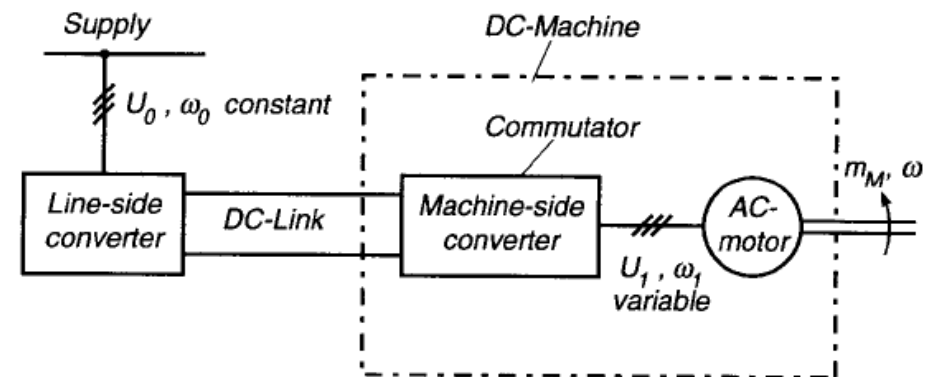 Supply
DC-Machine
U₀, ω₀ constant
Commutator
Line-side
converter
DC-Link
Machine-side
converter
AC-
motor
m_M, ω
U₁, ω₁
variable